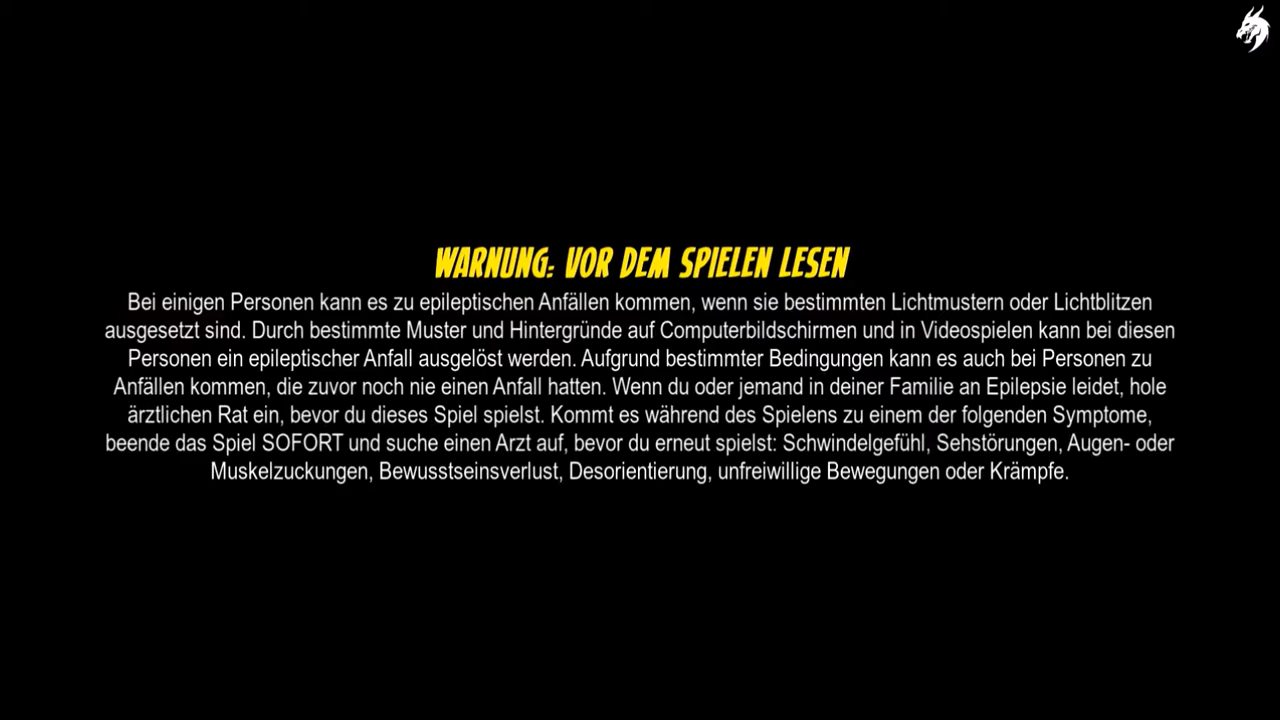 WARNUNG: VOR DEM SPIELEN LESEN
Bei einigen Personen kann es zu epileptischen Anfällen kommen, wenn sie bestimmten Lichtmustern oder Lichtblitzen
ausgesetzt sind. Durch bestimmte Muster und Hintergründe auf Computerbildschirmen und in Videospielen kann bei diesen
Personen ein epileptischer Anfall ausgelöst werden. Aufgrund bestimmter Bedingungen kann es auch bei Personen zu
Anfällen kommen, die zuvor noch nie einen Anfall hatten. Wenn du oder jemand in deiner Familie an Epilepsie leidet, hole
ärztlichen Rat ein, bevor du dieses Spiel spielst. Kommt es während des Spielens zu einem der folgenden Symptome,
beende das Spiel SOFORT und suche einen Arzt auf, bevor du erneut spielst: Schwindelgefühl, Sehstörungen, Augen- oder
Muskelzuckungen, Bewusstseinsverlust, Desorientierung, unfreiwillige Bewegungen oder Krämpfe.